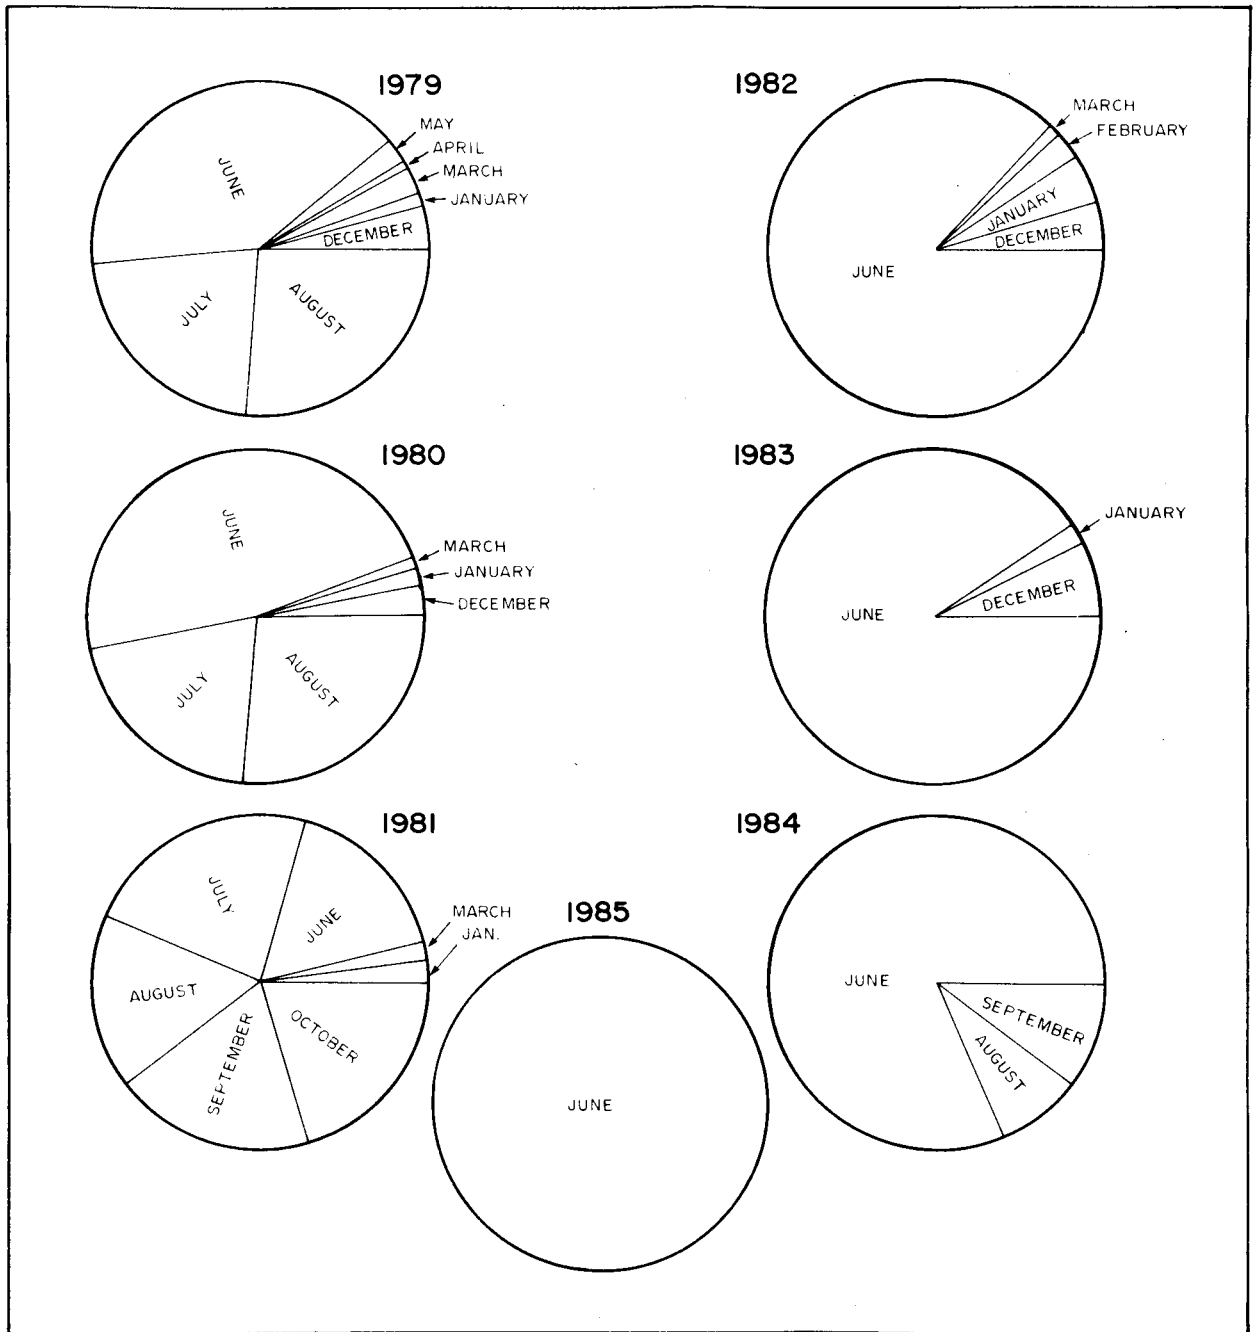 1979
MAY
APRIL
MARCH
JANUARY
DECEMBER
JUNE
JULY
AUGUST
1982
MARCH
FEBRUARY
JANUARY
DECEMBER
JUNE
1980
JUNE
MARCH
JANUARY
DECEMBER
JULY
AUGUST
1983
JANUARY
DECEMBER
JUNE
1981
JULY
JUNE
MARCH
JAN.
AUGUST
SEPTEMBER
OCTOBER
1985
JUNE
1984
JUNE
SEPTEMBER
AUGUST